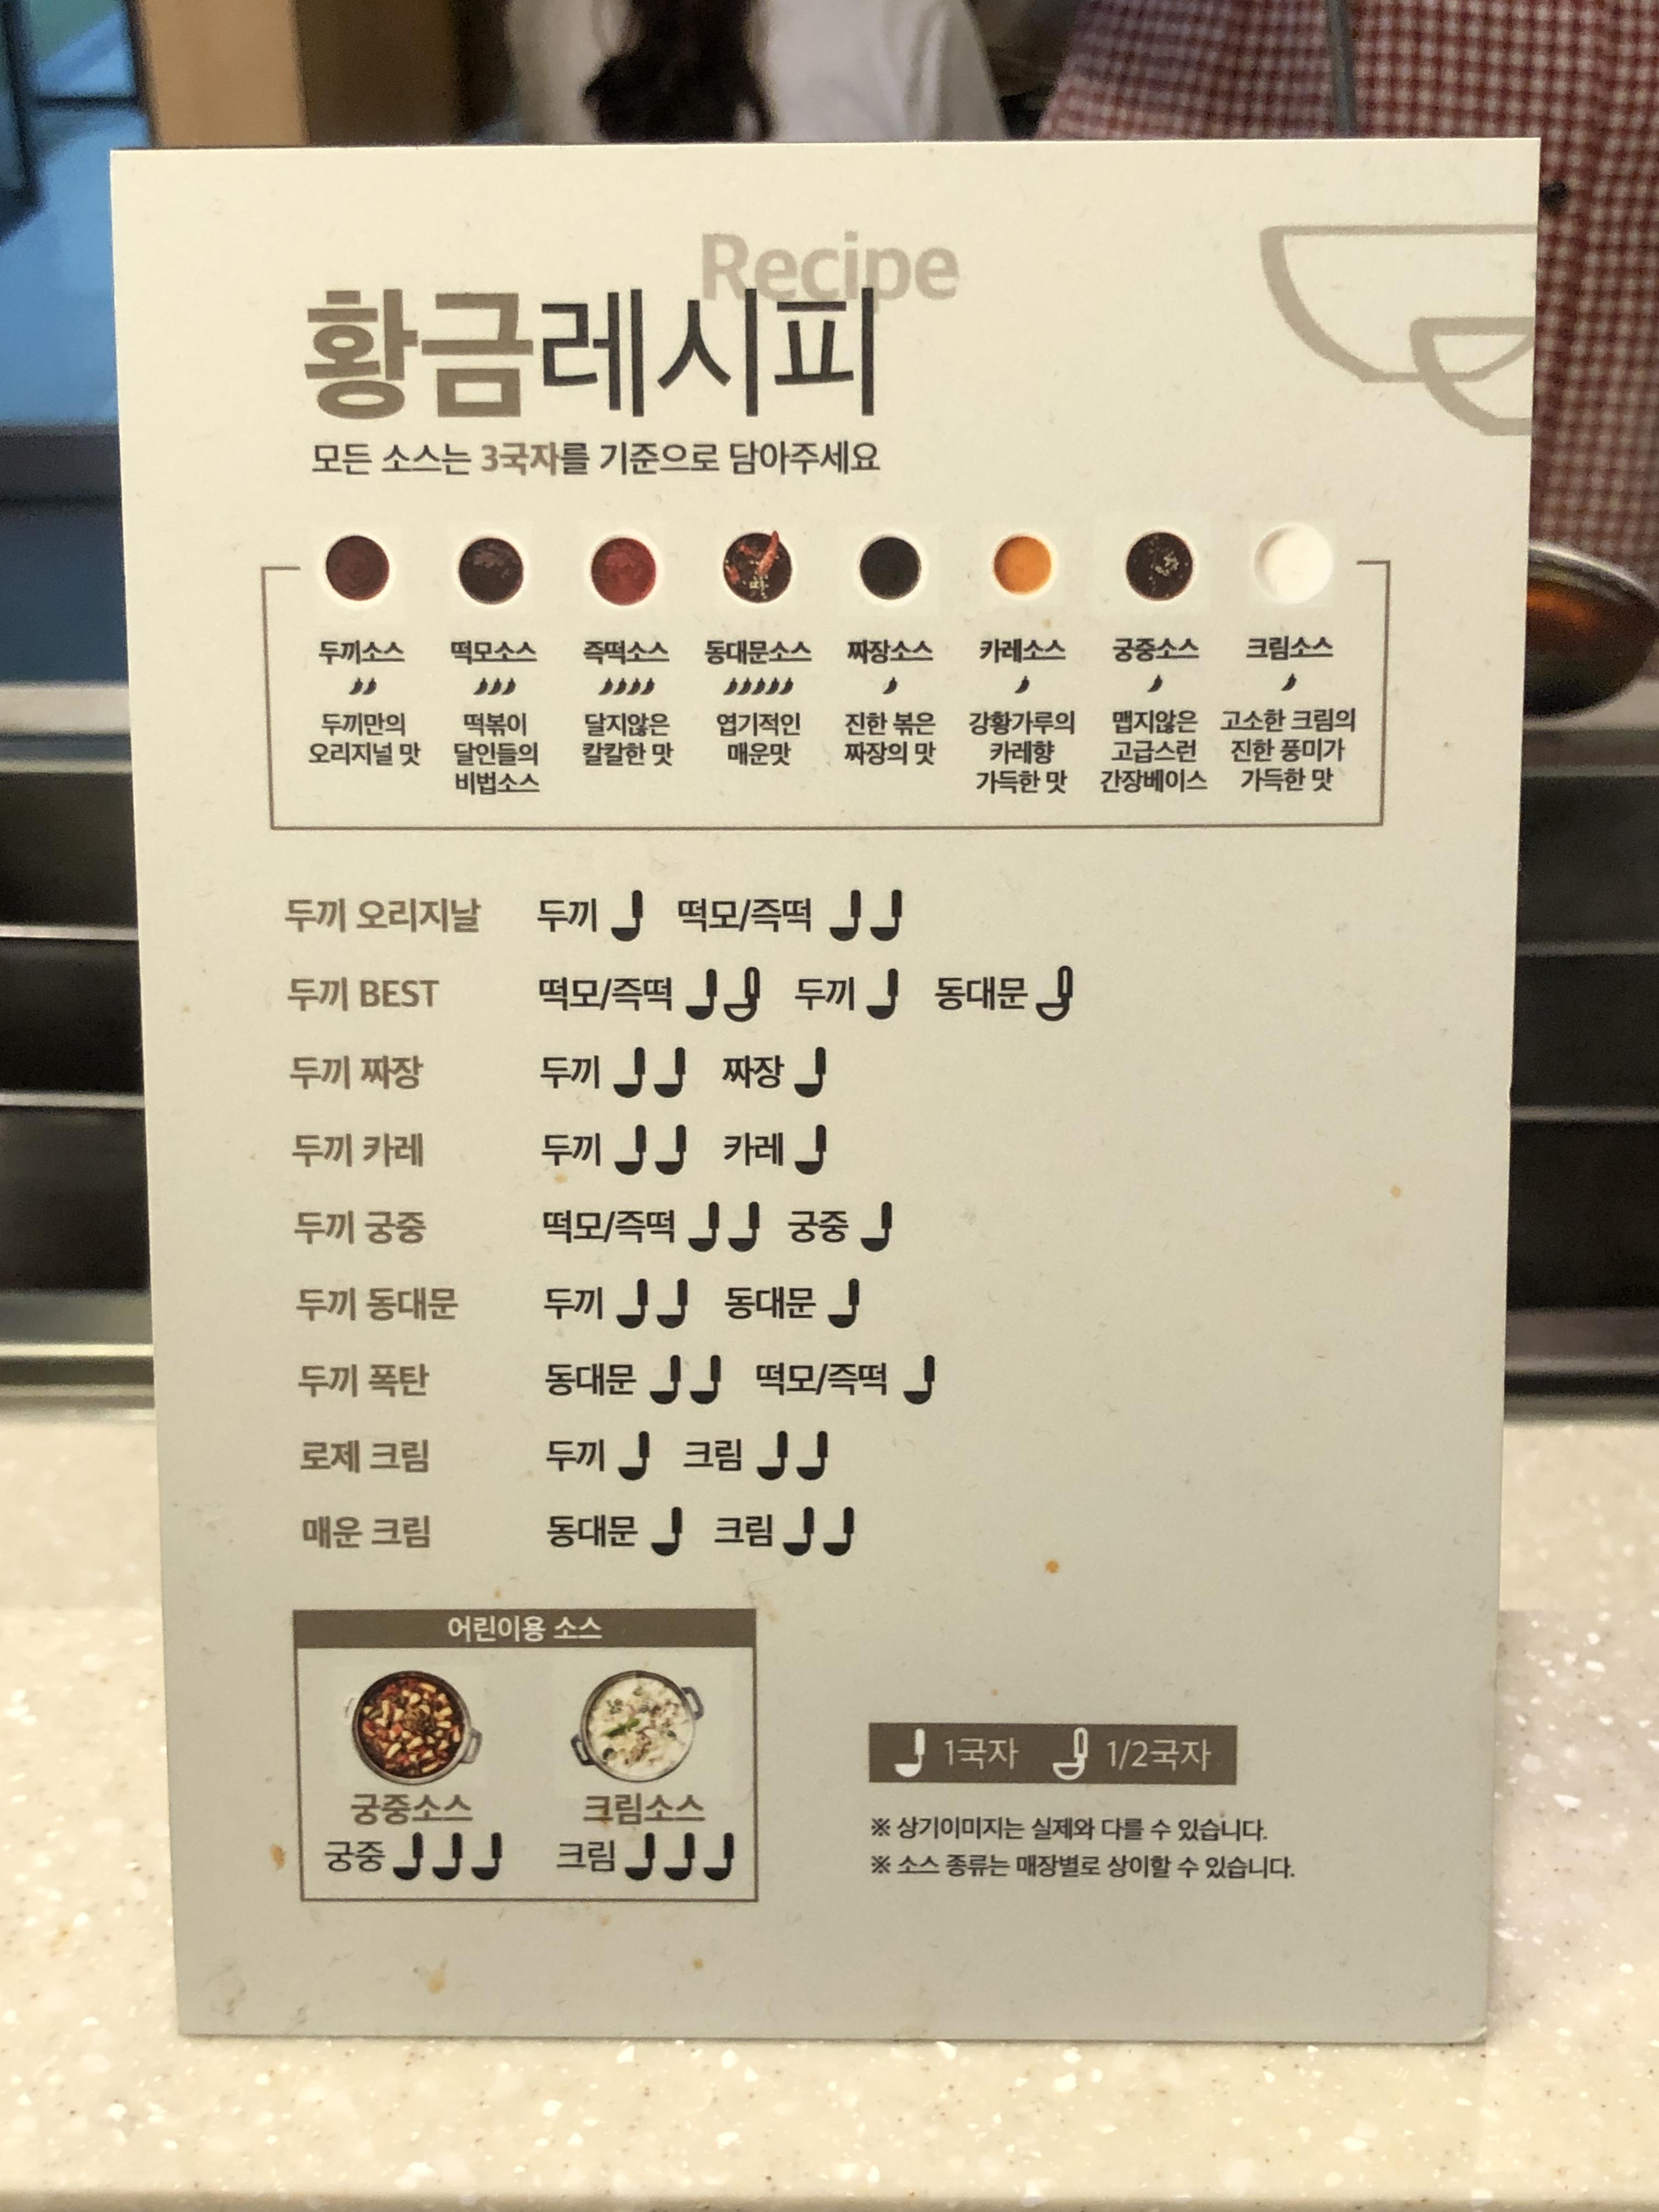 Recipe
황금레시피
모든 소스는 3국자를 기준으로 담아주세요
두끼소스 떡모소스 즉떡소스 동대문소스 짜장소스 카레소스 궁중소스 크림소스
두끼만의 떡볶이 달지않은 엽기적인 진한 볶은 강황가루의 맵지않은 고소한 크림의
오리지널 맛 달인들의 칼칼한 맛 매운맛 짜장의 맛 카레향 고급스런 진한 풍미가
비법소스 가득한 맛 간장베이스 가득한 맛
두끼 오리지날 두끼 떡모/즉떡
두끼 BEST 떡모/즉떡 두끼 동대문
두끼 짜장 두끼 짜장
두끼 카레 두끼 카레
두끼 궁중 떡모/즉떡 궁중
두끼 동대문 두끼 동대문
두끼 폭탄 동대문 떡모/즉떡
로제 크림 두끼 크림
매운 크림 동대문 크림
어린이용 소스
궁중소스 크림소스
궁중 크림
1국자 1/2국자
※ 상기이미지는 실제와 다를 수 있습니다.
※ 소스 종류는 매장별로 상이할 수 있습니다.